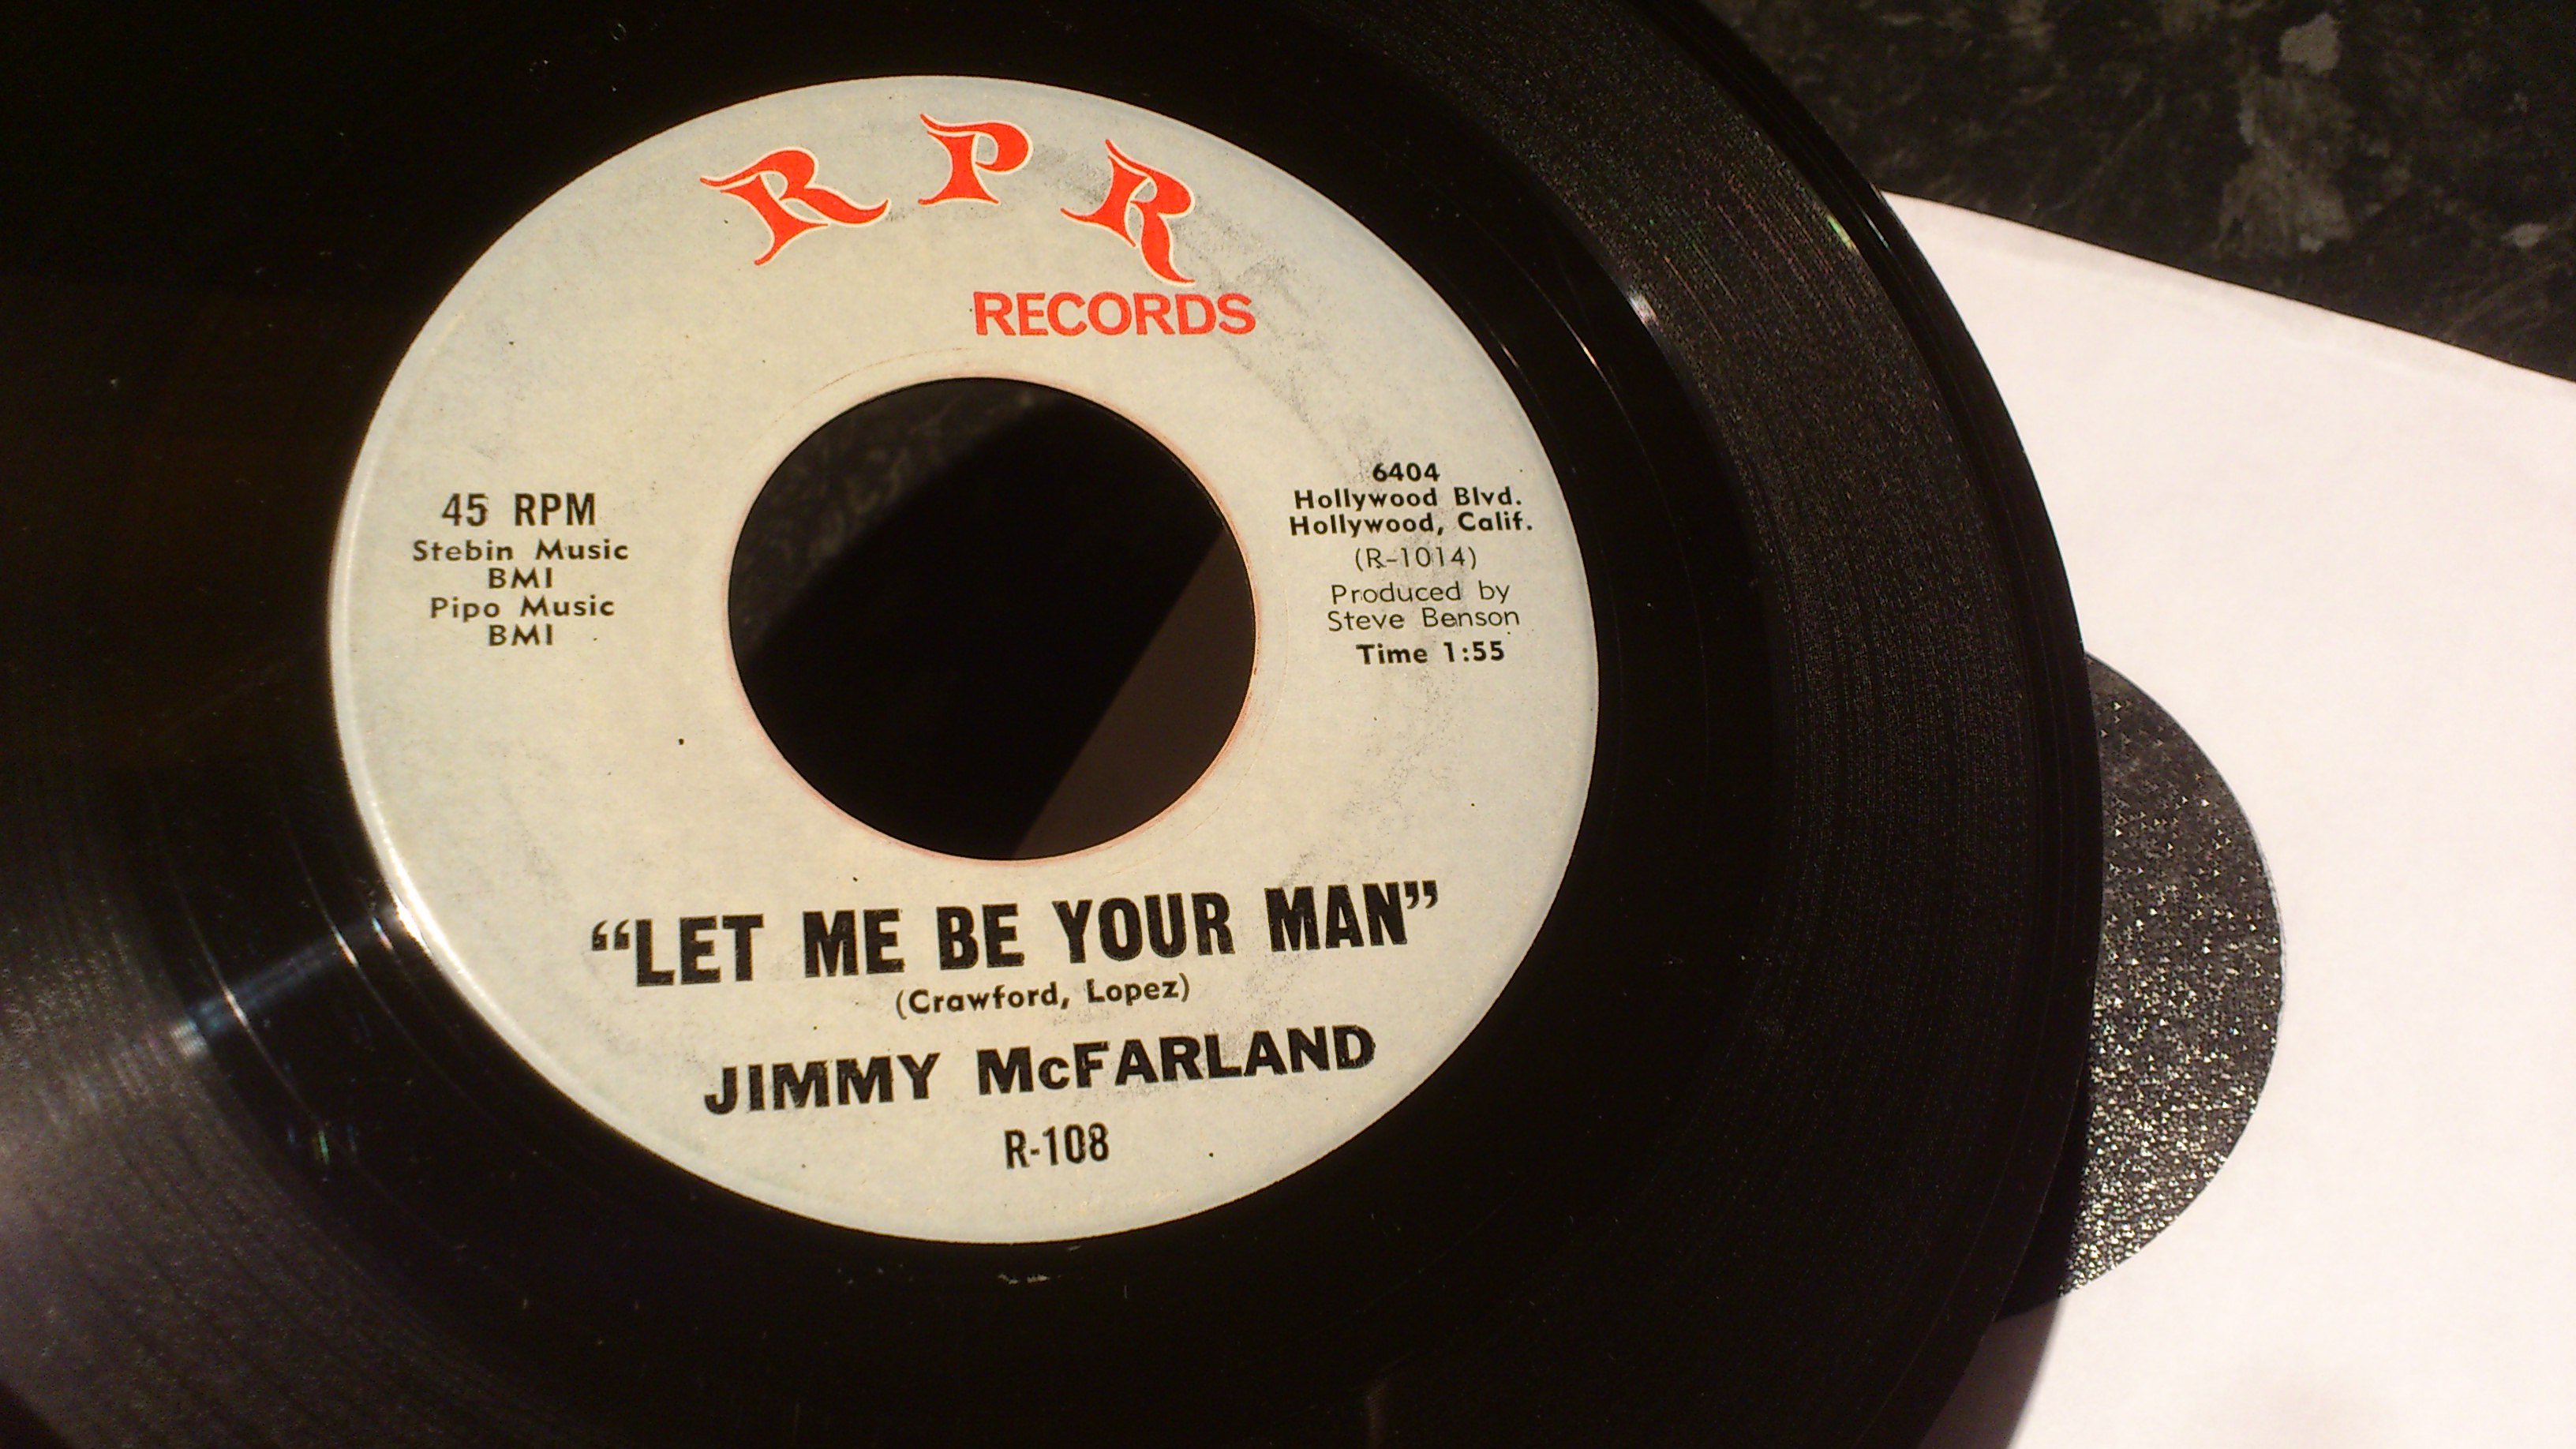 R P R
RECORDS
45 RPM
Stebin Music
BMI
Pipo Music
BMI
6404
Hollywood Blvd.
Hollywood, Calif.
(R-1014)
Produced by
Steve Benson
Time 1:55
“LET ME BE YOUR MAN”
(Crawford, Lopez)
JIMMY McFARLAND
R-108